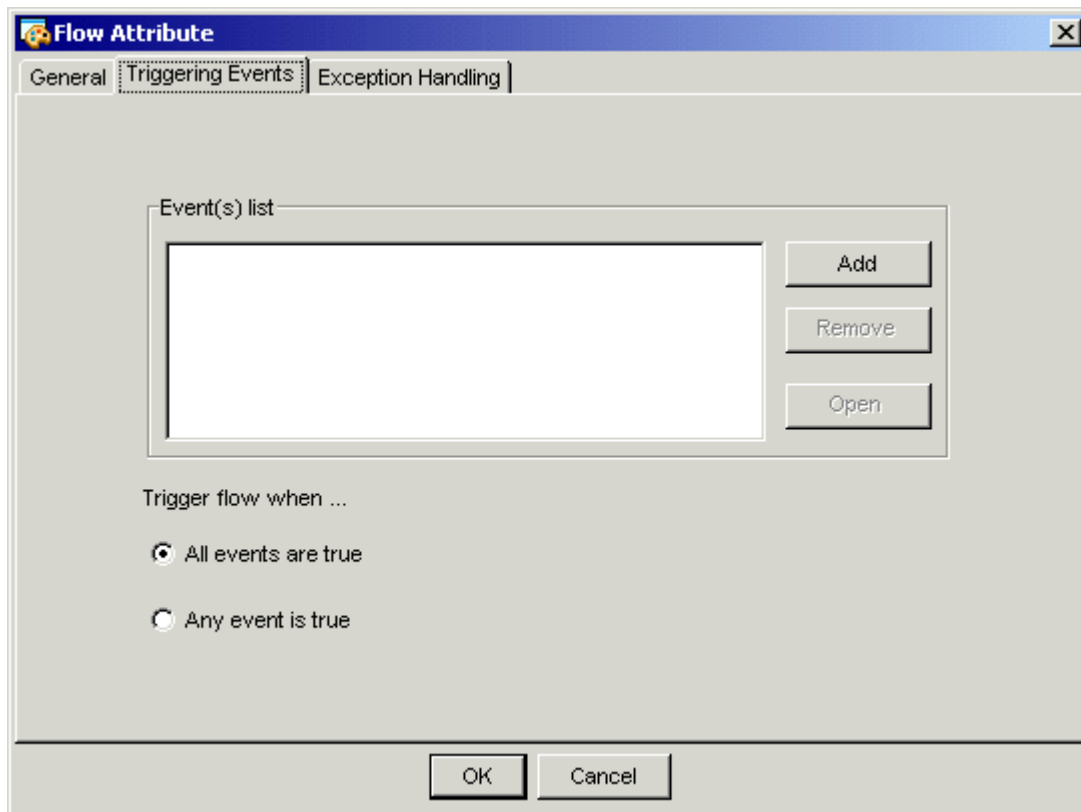 Flow Attribute
General Triggering Events Exception Handling
Event(s) list
Add
Remove
Open
Trigger flow when ...
All events are true
Any event is true
OK Cancel